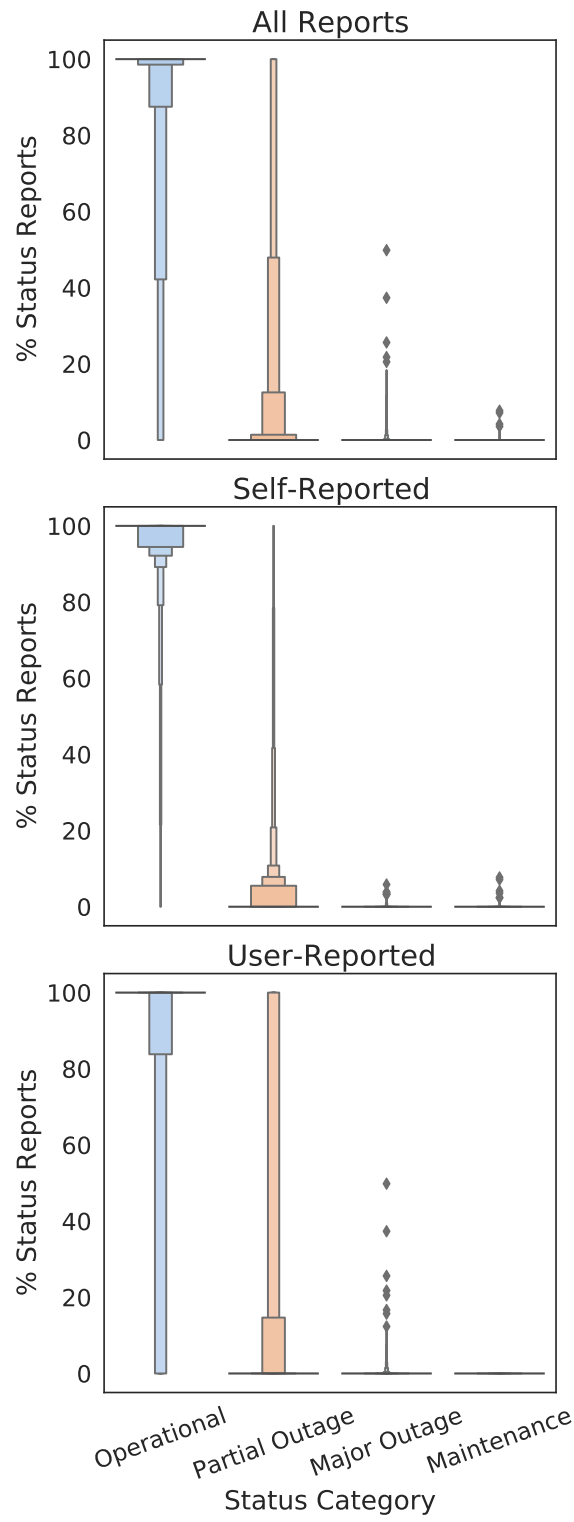 All Reports
% Status Reports
100
80
60
40
20
0
Self-Reported
% Status Reports
100
80
60
40
20
0
User-Reported
% Status Reports
100
80
60
40
20
0
Operational
Partial Outage
Major Outage
Maintenance
Status Category